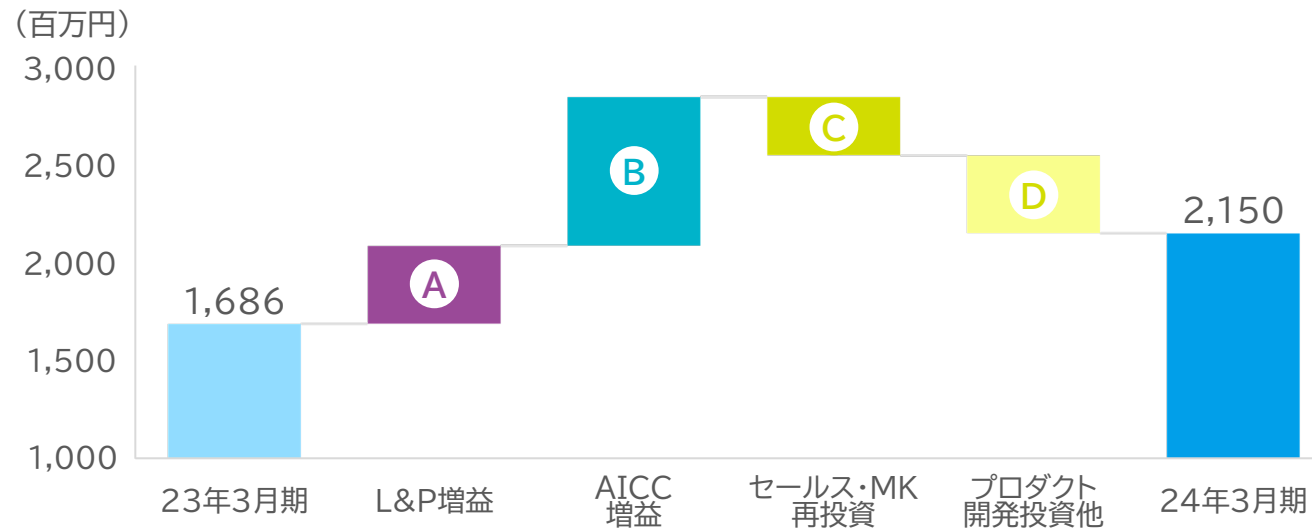 （百万円）
3,000
2,500
2,000
1,500
1,000
1,686
A
B
C
D
2,150
23年3月期
L&P増益
AICC
増益
セールス・MK
再投資
プロダクト
開発投資他
24年3月期